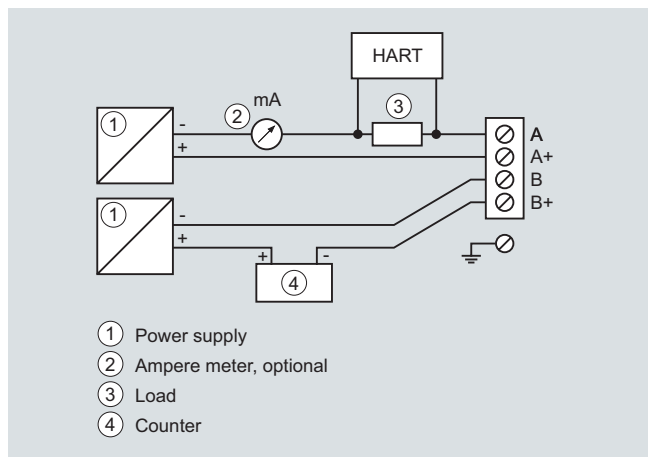 HART
mA
2
3
1
-
+
A
A+
B
B+
1
-
+
+
-
4
1 Power supply
2 Ampere meter, optional
3 Load
4 Counter